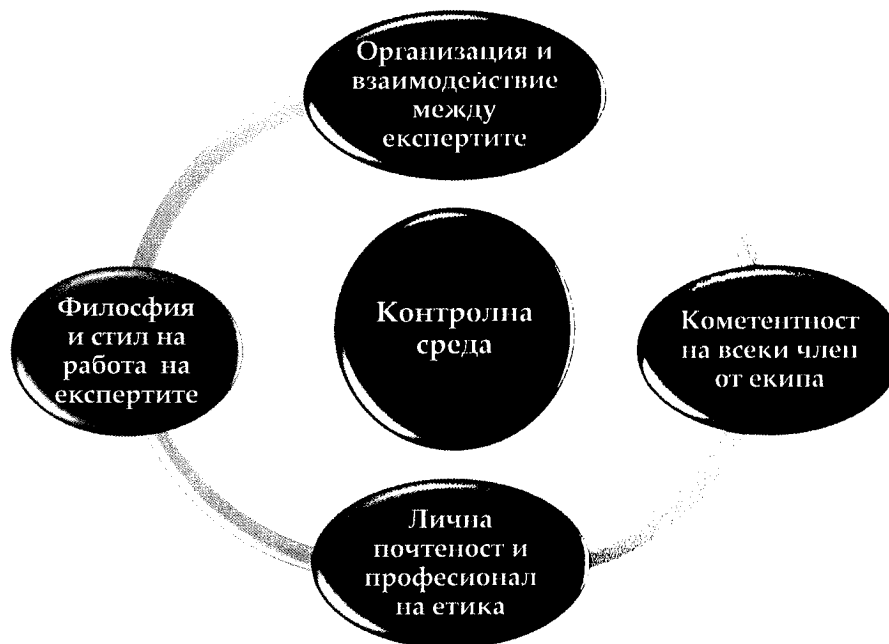 Организация и
взаимодействие
между
експертите
Филосфия
и стил на
работа на
експертите
Контролна
среда
Кометентност
на всеки член
от екипа
Лична
почтеност и
професионал
на етика